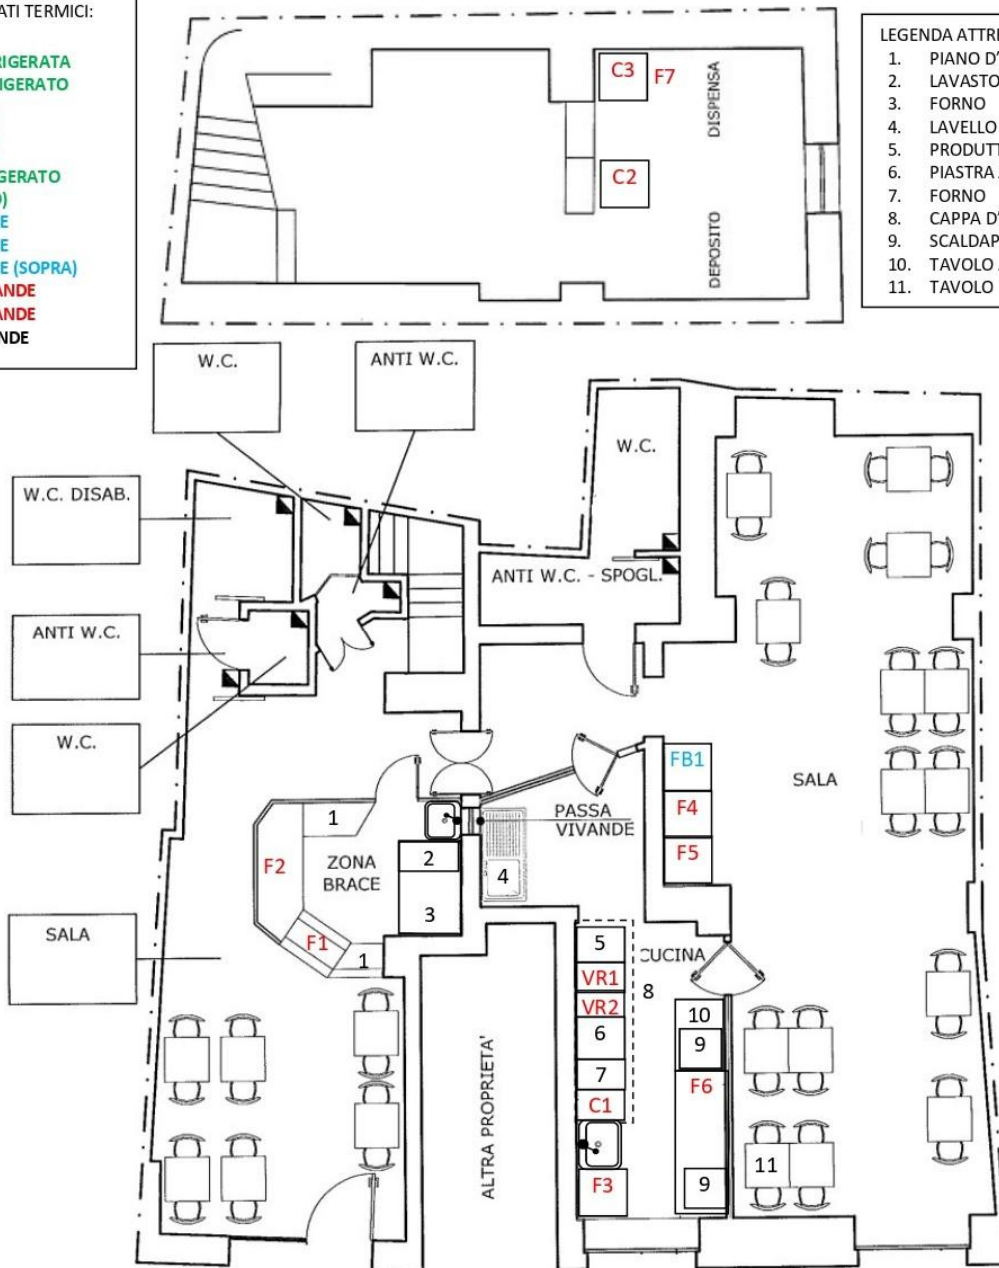 ATI TERMICI:
RIGERATA
IGERATO
GERATO
O)
E
E
E (SOPRA)
ANDE
ANDE
NDE
C3 F7
DISPENSA
C2
DEPOSITO
LEGENDA ATTRE
1. PIANO D'
2. LAVASTO
3. FORNO
4. LAVELLO
5. PRODUTT
6. PIASTRA
7. FORNO
8. CAPPA D'
9. SCALDAP
10. TAVOLO
11. TAVOLO
W.C.
ANTI W.C.
W.C. DISAB.
W.C.
ANTI W.C. - SPOGL.
ANTI W.C.
W.C.
SALA
FB1
F4
F5
SALA
PASSA
VIVANDE
1
F2
ZONA
BRACE
2
3
4
F1
1
5
VR1
VR2
6
7
C1
F3
CUCINA
8
10
9
F6
9
11
ALTRA PROPRIETA'